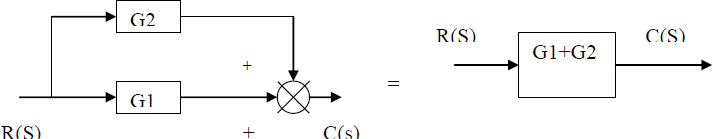 G2
R(S) C(S)
G1+G2
+
=
G1
R(S) + C(s)